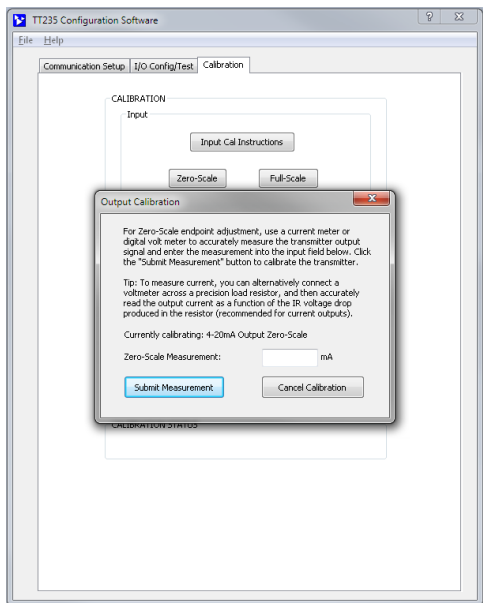 TT235 Configuration Software
File Help
Communication Setup I/O Config/Test Calibration
CALIBRATION
Input
Input Cal Instructions
Zero-Scale Full-Scale
Output Calibration
For Zero-Scale endpoint adjustment, use a current meter or
digital volt meter to accurately measure the transmitter output
signal and enter the measurement into the input field below. Click
the "Submit Measurement" button to calibrate the transmitter.
Tip: To measure current, you can alternatively connect a
voltmeter across a precision load resistor, and then accurately
read the output current as a function of the IR voltage drop
produced in the resistor (recommended for current outputs).
Currently calibrating: 4-20mA Output Zero-Scale
Zero-Scale Measurement: mA
Submit Measurement Cancel Calibration
CALIBRATION STATUS